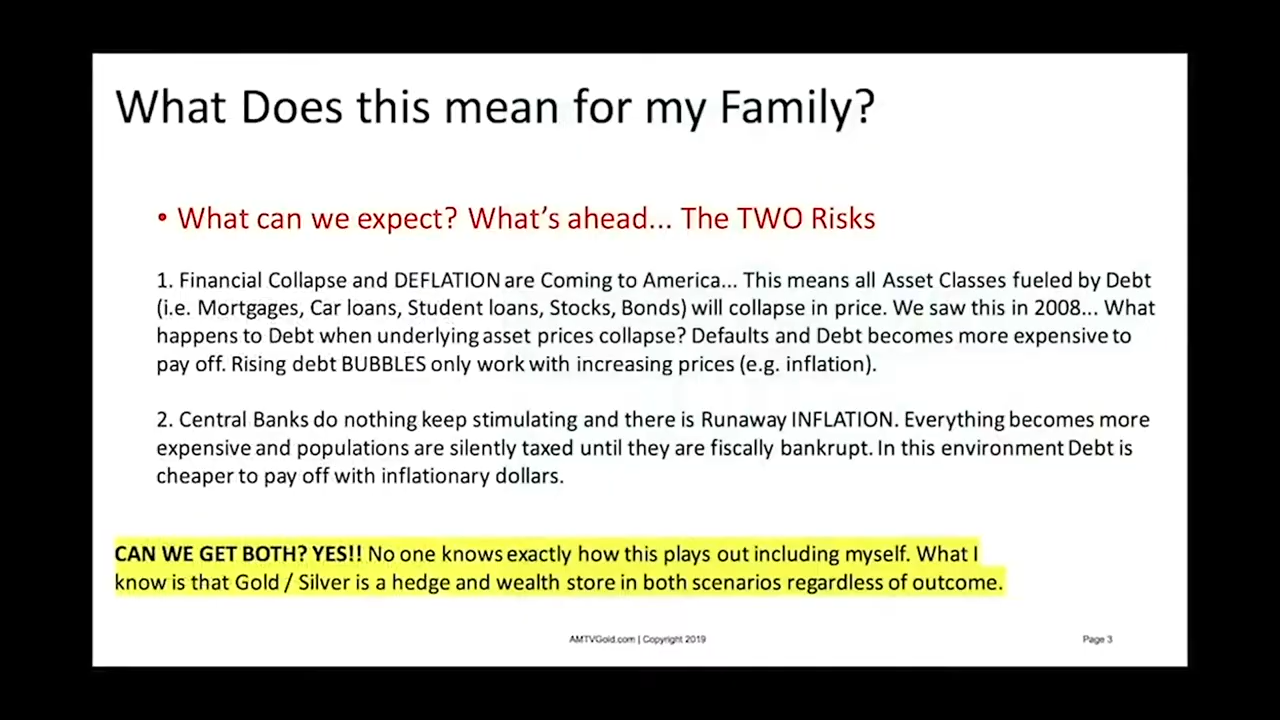 What Does this mean for my Family?
• What can we expect? What's ahead... The TWO Risks
1. Financial Collapse and DEFLATION are Coming to America... This means all Asset Classes fueled by Debt
(i.e. Mortgages, Car loans, Student loans, Stocks, Bonds) will collapse in price. We saw this in 2008... What
happens to Debt when underlying asset prices collapse? Defaults and Debt becomes more expensive to
pay off. Rising debt BUBBLES only work with increasing prices (e.g. inflation).
2. Central Banks do nothing keep stimulating and there is Runaway INFLATION. Everything becomes more
expensive and populations are silently taxed until they are fiscally bankrupt. In this environment Debt is
cheaper to pay off with inflationary dollars.
CAN WE GET BOTH? YES!! No one knows exactly how this plays out including myself. What I
know is that Gold / Silver is a hedge and wealth store in both scenarios regardless of outcome.
AMTVGold.com | Copyright 2019
Page 3